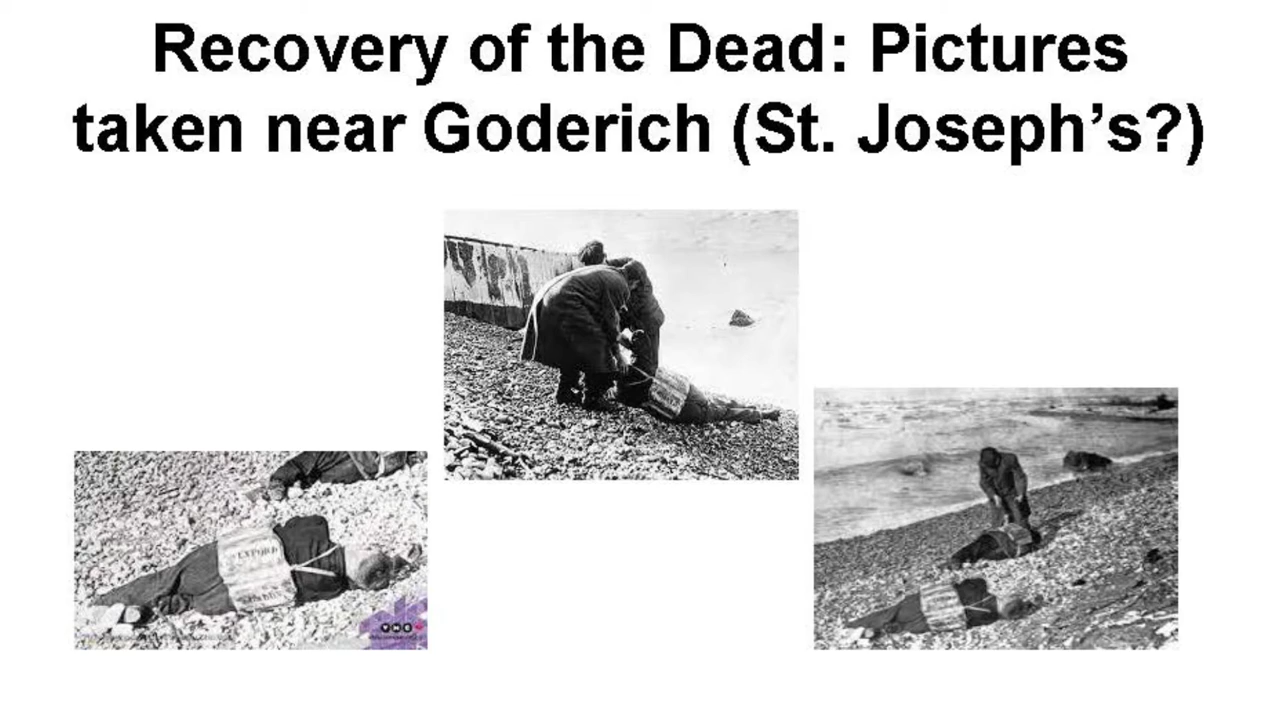 Recovery of the Dead: Pictures
taken near Goderich (St. Joseph's?)